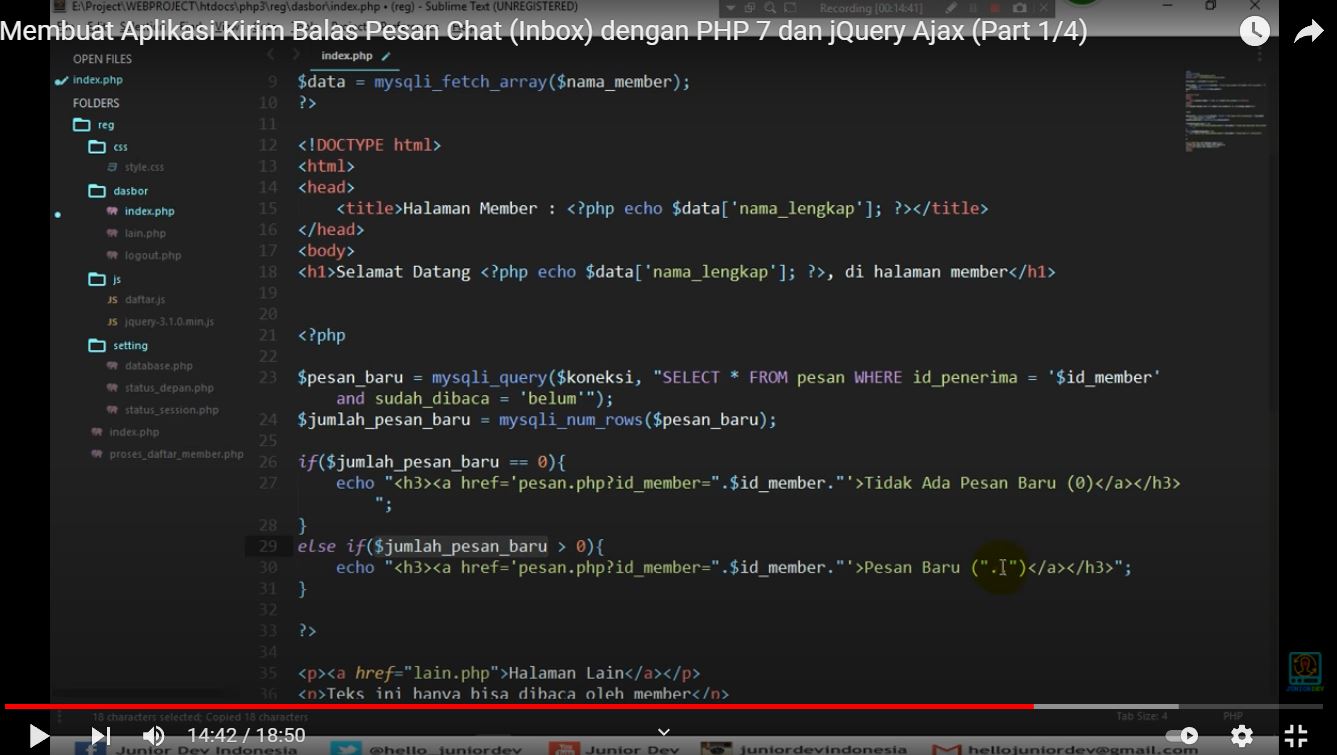 E:\Project\WEBPROJECT\htdocs\php3\reg\dasbor\index.php • (reg) - Sublime Text (UNREGISTERED)
Recording [00:14:41]
Membuat Aplikasi Kirim Balas Pesan Chat (Inbox) dengan PHP 7 dan jQuery Ajax (Part 1/4)
OPEN FILES
index.php
FOLDERS
reg
css
style.css
dasbor
index.php
lain.php
logout.php
js
JS daftar.js
JS jquery-3.1.0.min.js
setting
database.php
status_depan.php
status_session.php
index.php
proses_daftar_member.php
index.php
9 $data = mysqli_fetch_array($nama_member);
10 ?>
11
12 <!DOCTYPE html>
13 <html>
14 <head>
15 <title>Halaman Member : <?php echo $data['nama_lengkap']; ?></title>
16 </head>
17 <body>
18 <h1>Selamat Datang <?php echo $data['nama_lengkap']; ?>, di halaman member</h1>
19
20
21 <?php
22
23 $pesan_baru = mysqli_query($koneksi, "SELECT * FROM pesan WHERE id_penerima = '$id_member'
and sudah_dibaca = 'belum'");
24 $jumlah_pesan_baru = mysqli_num_rows($pesan_baru);
25
26 if($jumlah_pesan_baru == 0){
27 echo "<h3><a href='pesan.php?id_member=".$id_member."'>Tidak Ada Pesan Baru (0)</a></h3>
";
28 }
29 else if($jumlah_pesan_baru > 0){
30 echo "<h3><a href='pesan.php?id_member=".$id_member."'>Pesan Baru (".")</a></h3>";
31 }
32
33 ?>
34
35 <p><a href="lain.php">Halaman Lain</a></p>
36 <p>Teks ini hanya bisa dibaca oleh member</p>
18 characters selected; Copied 18 characters
Tab Size: 4
PHP
JUNIORDEV
14:42 / 18:50
Junior Dev Indonesia
@hello_juniordev
Junior Dev
juniordevindonesia
hellojuniordev@gmail.com